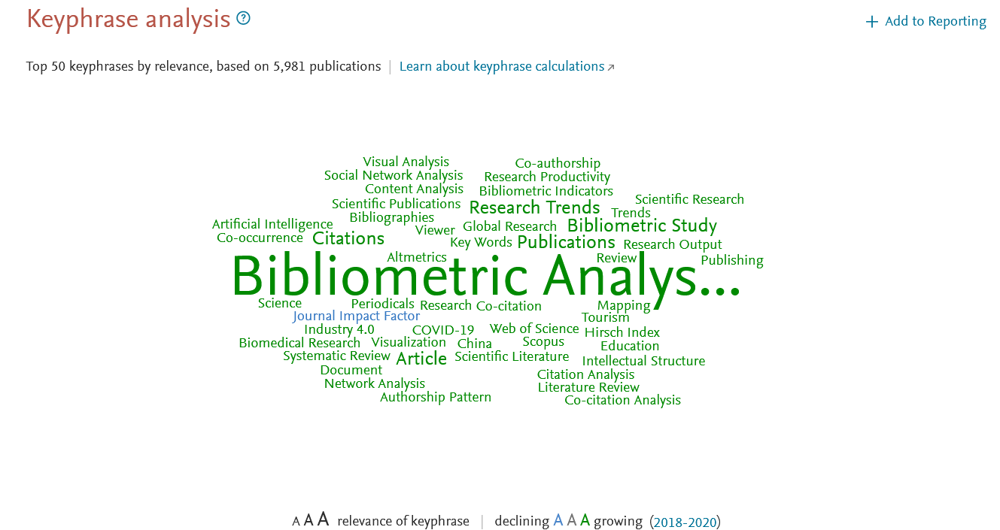 Keyphrase analysis ?
+ Add to Reporting
Top 50 keyphrases by relevance, based on 5,981 publications | Learn about keyphrase calculations ↗
Visual Analysis
Co-authorship
Social Network Analysis
Research Productivity
Content Analysis
Bibliometric Indicators
Scientific Research
Scientific Publications
Research Trends
Trends
Bibliographies
Artificial Intelligence
Viewer
Global Research
Bibliometric Study
Co-occurrence
Citations
Key Words
Publications
Research Output
Altmetrics
Review
Publishing
Bibliometric Analys...
Science
Periodicals
Research
Co-citation
Mapping
Journal Impact Factor
Tourism
Industry 4.0
COVID-19
Web of Science
Hirsch Index
Biomedical Research
Visualization
China
Scopus
Education
Systematic Review
Article
Scientific Literature
Intellectual Structure
Document
Citation Analysis
Network Analysis
Literature Review
Authorship Pattern
Co-citation Analysis
A A A relevance of keyphrase | declining A A A growing (2018-2020)